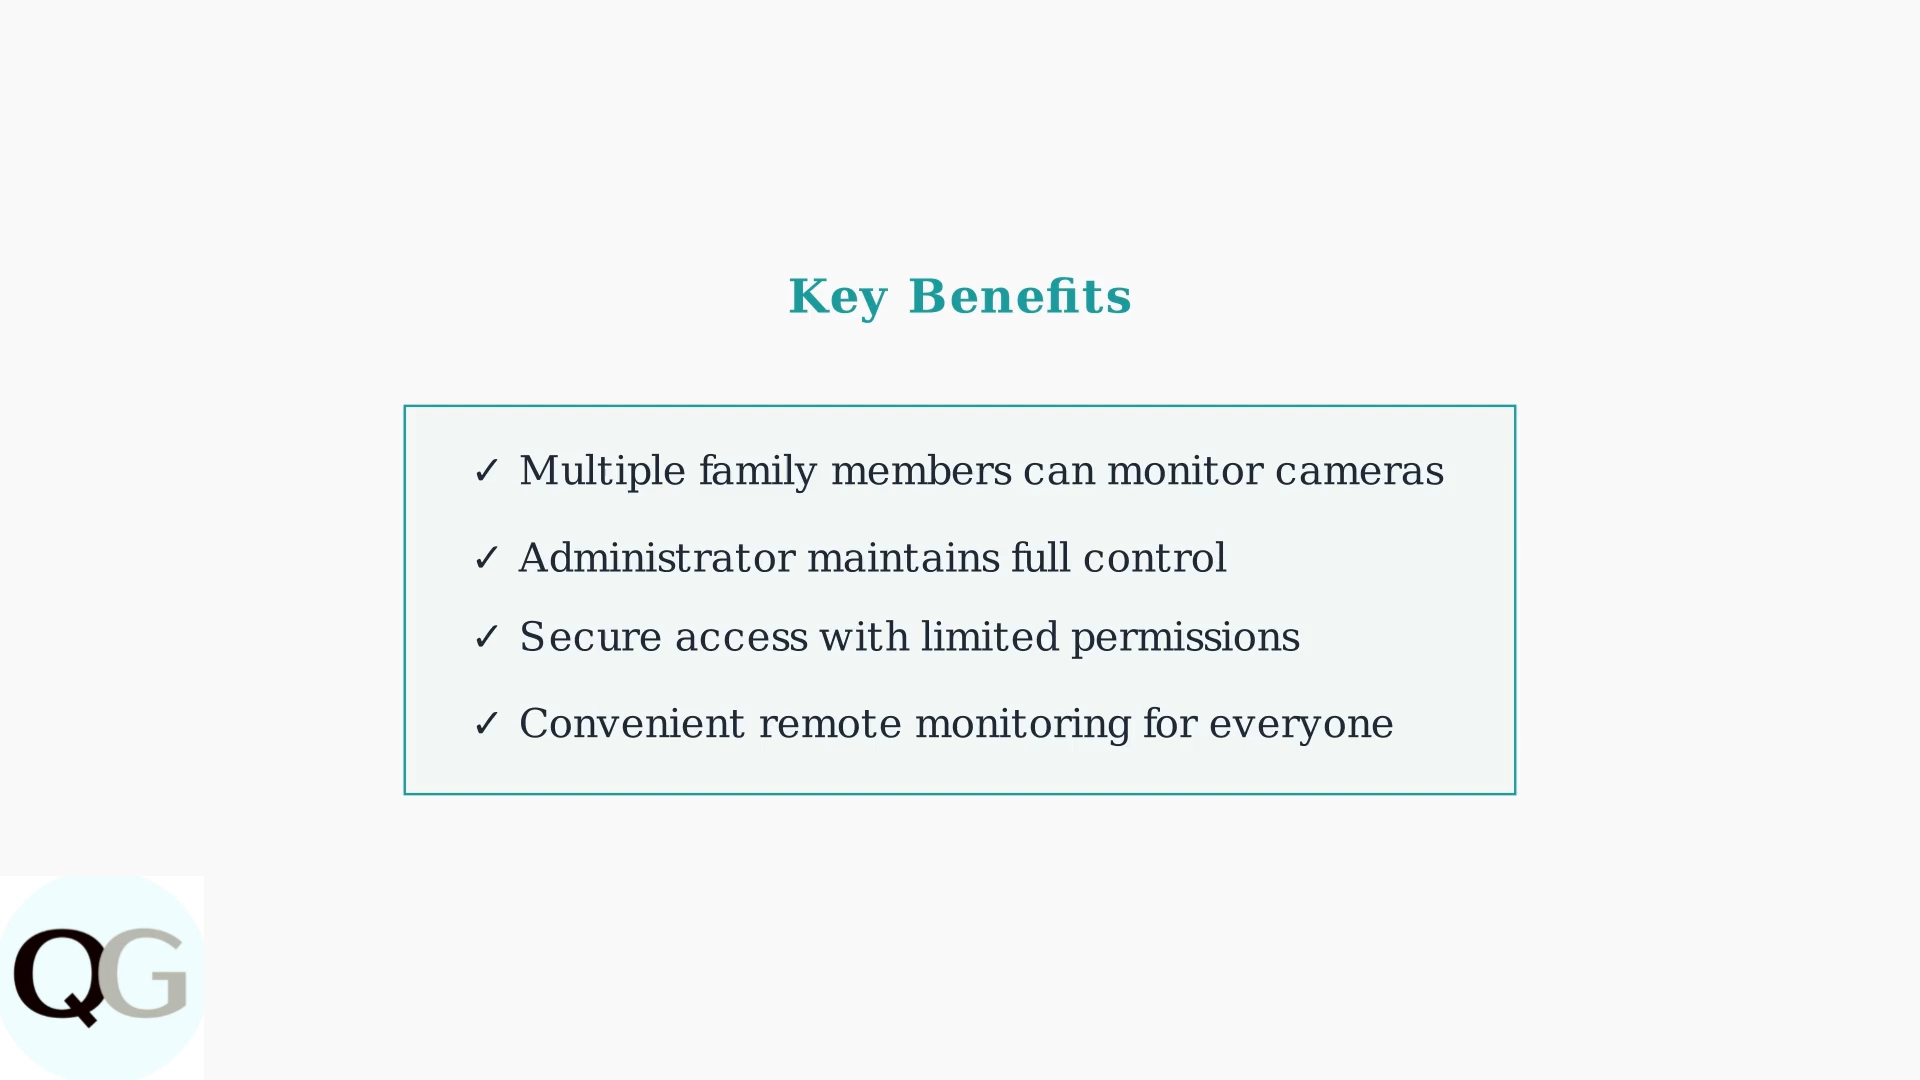 Key Benefits
✓ Multiple family members can monitor cameras
✓ Administrator maintains full control
✓ Secure access with limited permissions
✓ Convenient remote monitoring for everyone
QG